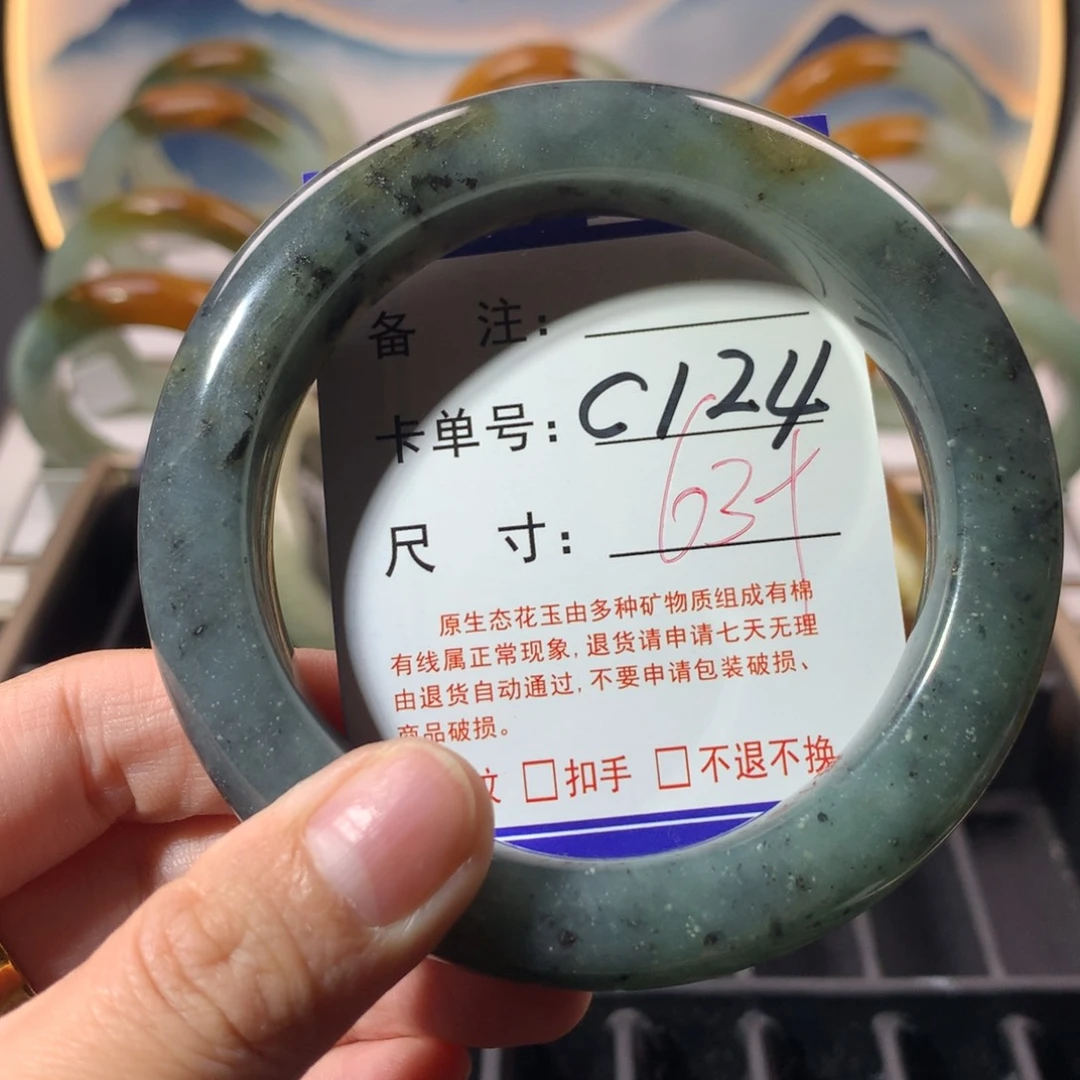 备 注:
卡单号: C124
尺 寸: 63+
原生态花玉由多种矿物质组成有棉
有线属正常现象,退货请申请七天无理
由退货自动通过,不要申请包装破损、
商品破损。
纹 □扣手 □不退不换